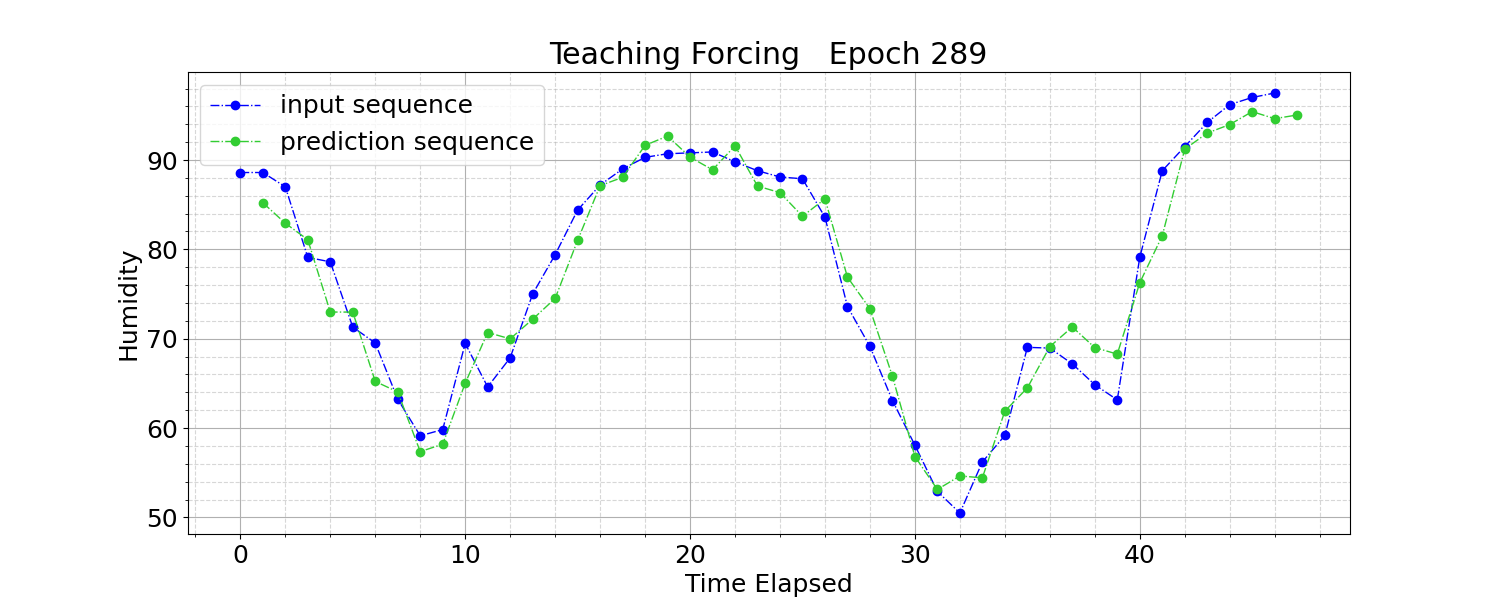 Teaching Forcing   Epoch 289
input sequence
prediction sequence
90
80
70
60
50
Humidity
0 10 20 30 40
Time Elapsed